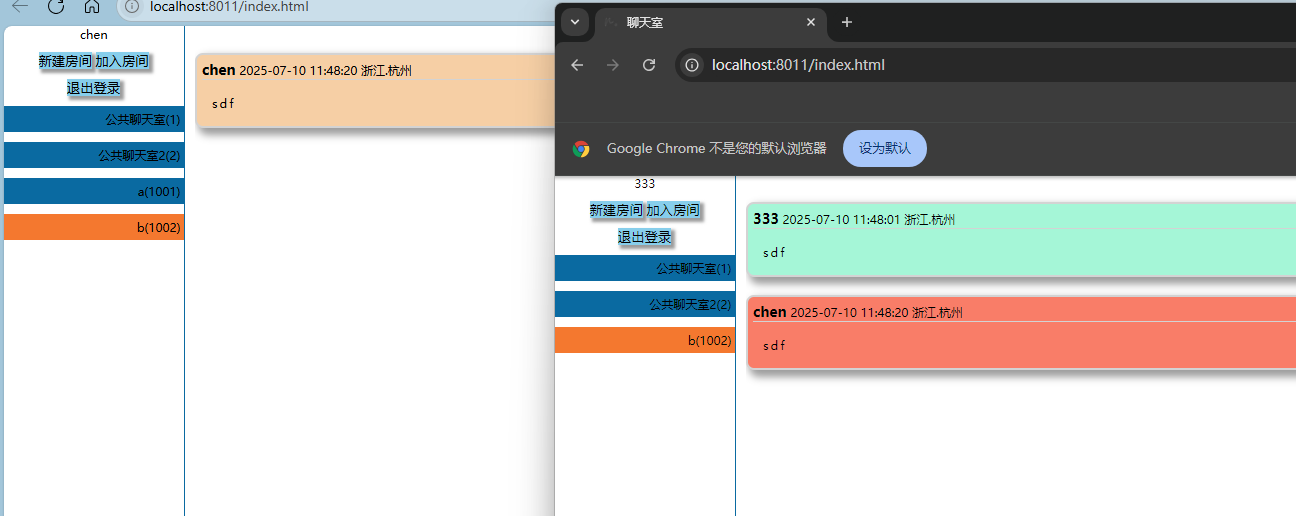 localhost:8011/index.html
chen
新建房间 加入房间
退出登录
公共聊天室(1)
公共聊天室2(2)
a(1001)
b(1002)
chen 2025-07-10 11:48:20 浙江.杭州
sdf
聊天室
localhost:8011/index.html
Google Chrome 不是您的默认浏览器
设为默认
333
新建房间 加入房间
退出登录
公共聊天室(1)
公共聊天室2(2)
b(1002)
333 2025-07-10 11:48:01 浙江.杭州
sdf
chen 2025-07-10 11:48:20 浙江.杭州
sdf